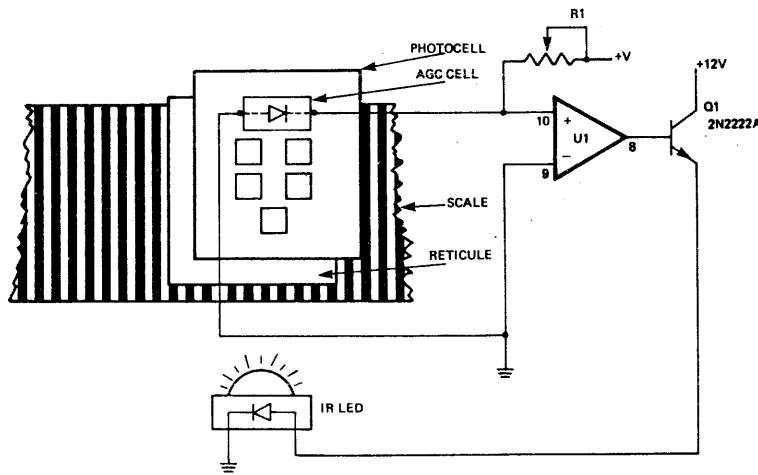 R1
PHOTOCELL
+V
AGC CELL
+12V
Q1
10
+
2N2222A
U1
8
−
9
SCALE
RETICULE
IR LED